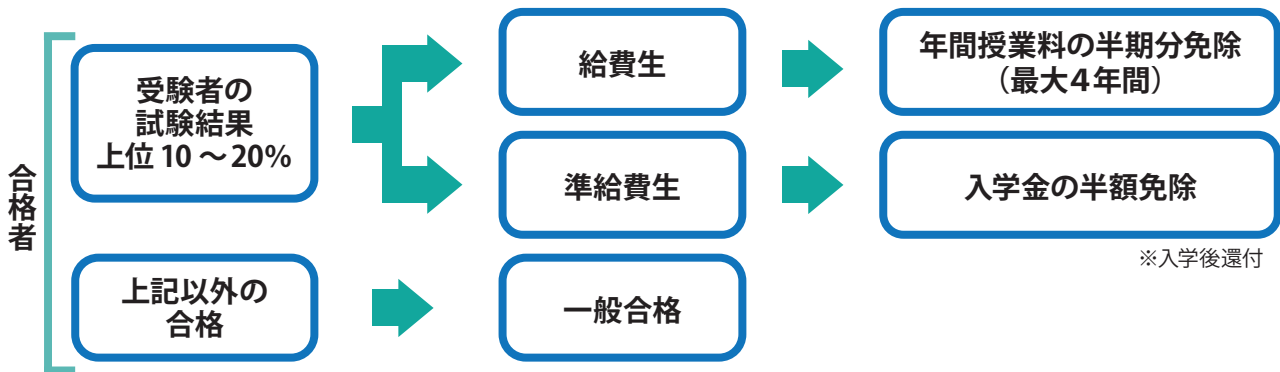 合格者
受験者の
試験結果
上位 10 ～ 20%
給費生
年間授業料の半期分免除
（最大４年間）
準給費生
入学金の半額免除
※入学後還付
上記以外の
合格
一般合格